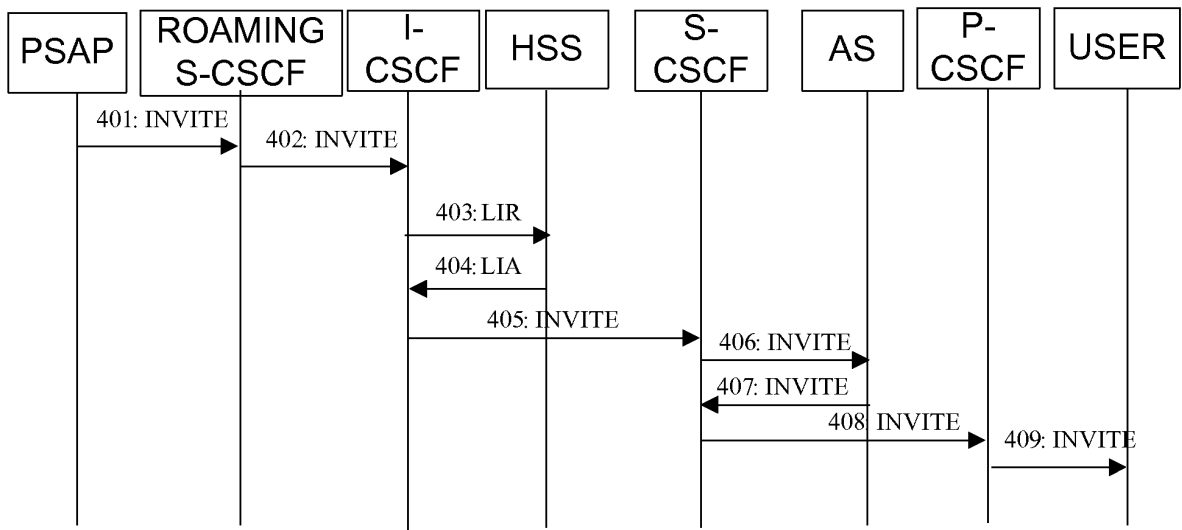 PSAP
ROAMING
S-CSCF
I-
CSCF
HSS
S-
CSCF
AS
P-
CSCF
USER
401: INVITE
402: INVITE
403: LIR
404: LIA
405: INVITE
406: INVITE
407: INVITE
408: INVITE
409: INVITE